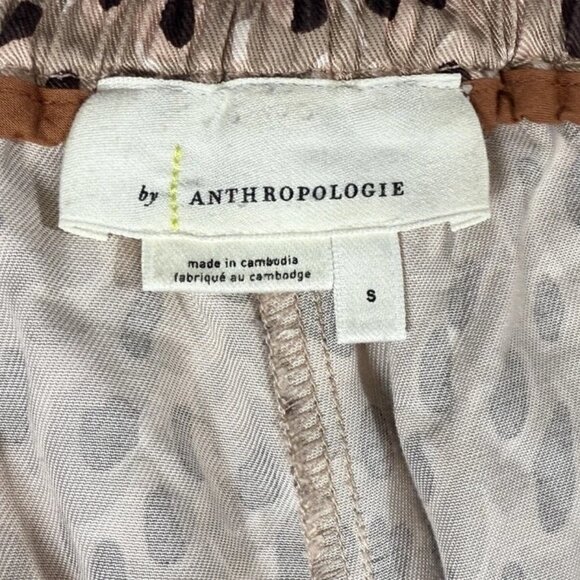 by ANTHROPOLOGIE
made in cambodia
fabriqué au cambodge
S